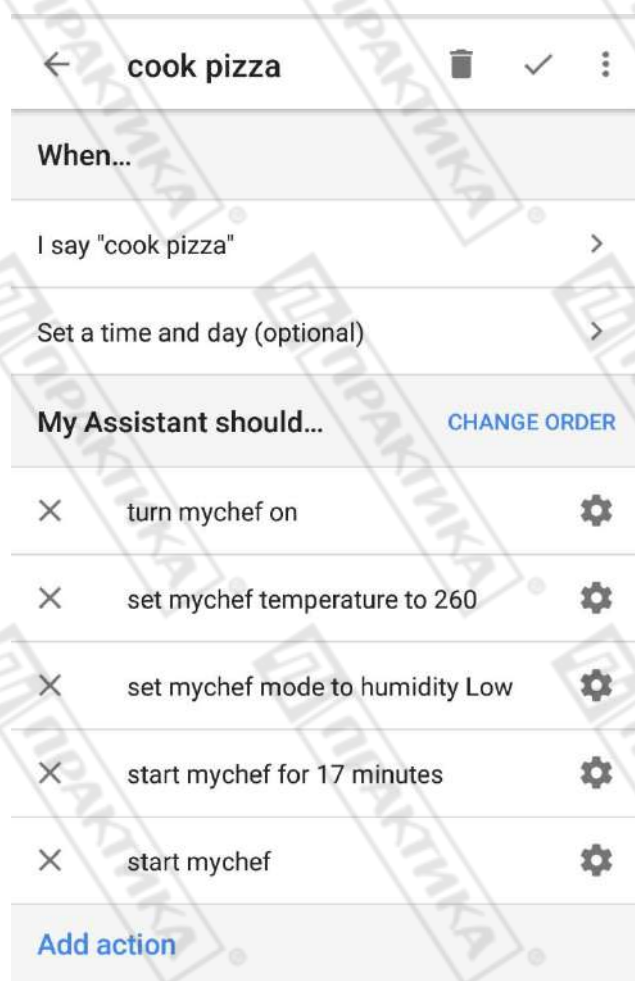 cook pizza
When...
I say "cook pizza"
Set a time and day (optional)
My Assistant should...
CHANGE ORDER
turn mychef on
set mychef temperature to 260
set mychef mode to humidity Low
start mychef for 17 minutes
start mychef
Add action
ПРАКТИКА